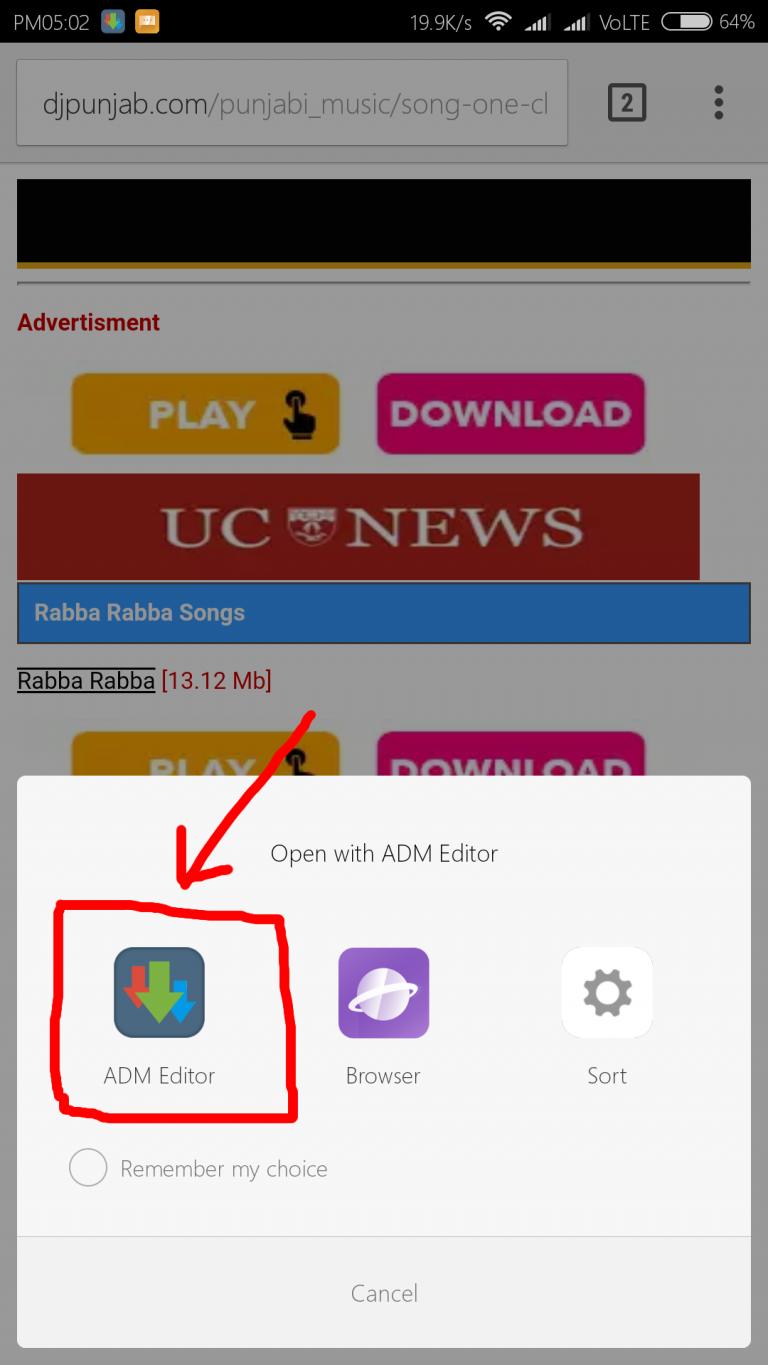 PM05:02 19.9K/s VoLTE 64%
djpunjab.com/punjabi_music/song-one-cl 2
Advertisment
PLAY DOWNLOAD
UC NEWS
Rabba Rabba Songs
Rabba Rabba [13.12 Mb]
PLAY DOWNLOAD
Open with ADM Editor
ADM Editor Browser Sort
Remember my choice
Cancel